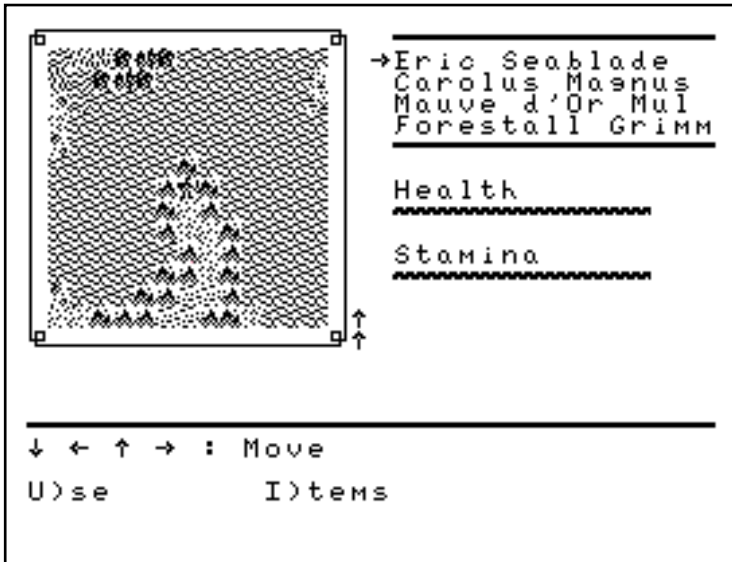 →Eric Seablade
Carolus Magnus
Mauve d'Or Mul
Forestall Grimm
Health
Stamina
↑
↑
↓ ← ↑ → : Move
U)se I)tems